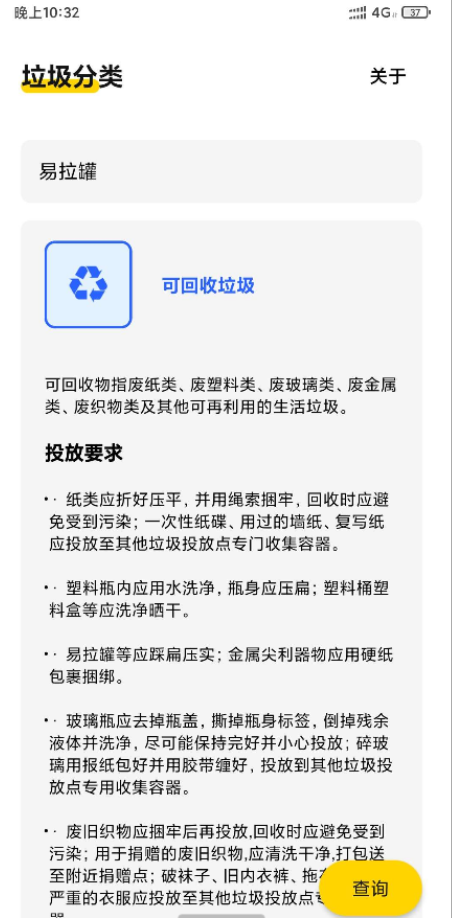 晚上10:32
4G 37
垃圾分类
关于
易拉罐
可回收垃圾
可回收物指废纸类、废塑料类、废玻璃类、废金属
类、废织物类及其他可再利用的生活垃圾。
投放要求
•· 纸类应折好压平，并用绳索捆牢，回收时应避
免受到污染；一次性纸碟、用过的墙纸、复写纸
应投放至其他垃圾投放点专门收集容器。
•· 塑料瓶内应用水洗净，瓶身应压扁；塑料桶塑
料盒等应洗净晒干。
•· 易拉罐等应踩扁压实；金属尖利器物应用硬纸
包裹捆绑。
•· 玻璃瓶应去掉瓶盖，撕掉瓶身标签，倒掉残余
液体并洗净，尽可能保持完好并小心投放；碎玻
璃用报纸包好并用胶带缠好，投放到其他垃圾投
放点专用收集容器。
•· 废旧织物应捆牢后再投放,回收时应避免受到
污染；用于捐赠的废旧织物,应清洗干净,打包送
至附近捐赠点；破袜子、旧内衣裤、拖
严重的衣服应投放至其他垃圾投放点
查询